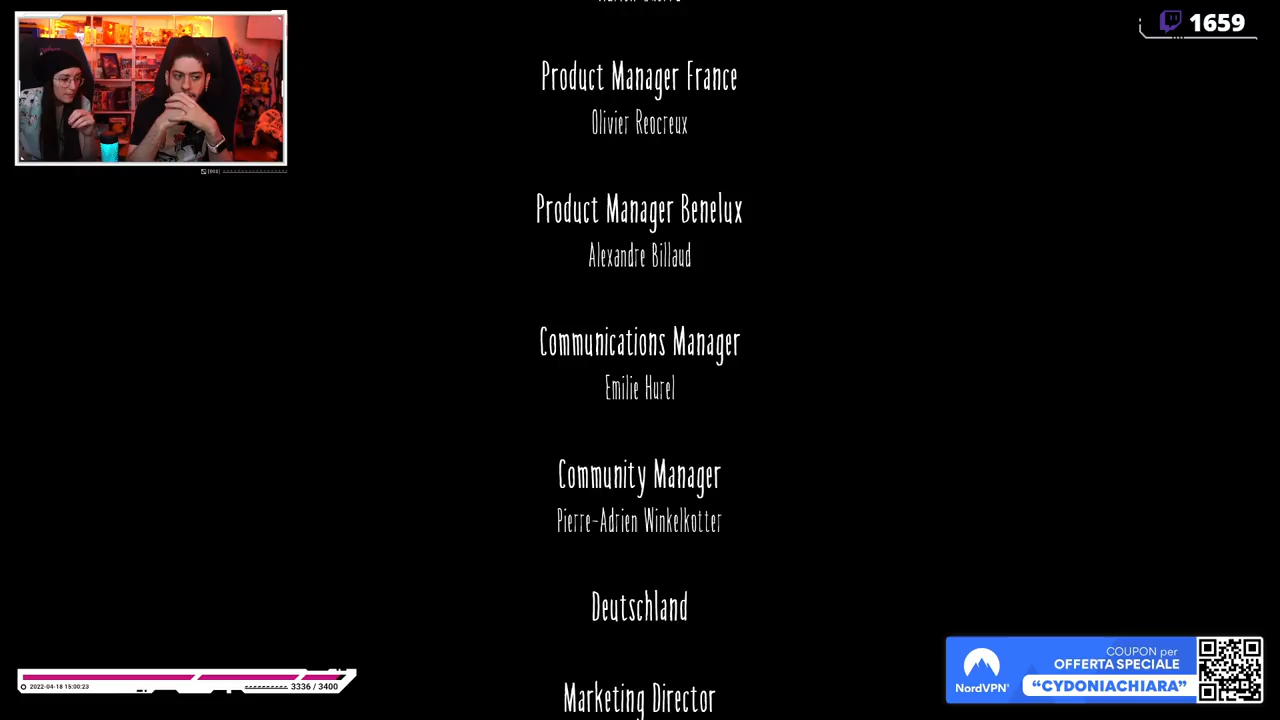 1659
Product Manager France
Olivier Reocreux
Product Manager Benelux
Alexandre Billaud
Communications Manager
Emilie Hurel
Community Manager
Pierre-Adrien Winkelkotter
Deutschland
Marketing Director
2022-04-18 15:00:23
3336 / 3400
COUPON per
OFFERTA SPECIALE
"CYDONIACHIARA"
NordVPN®